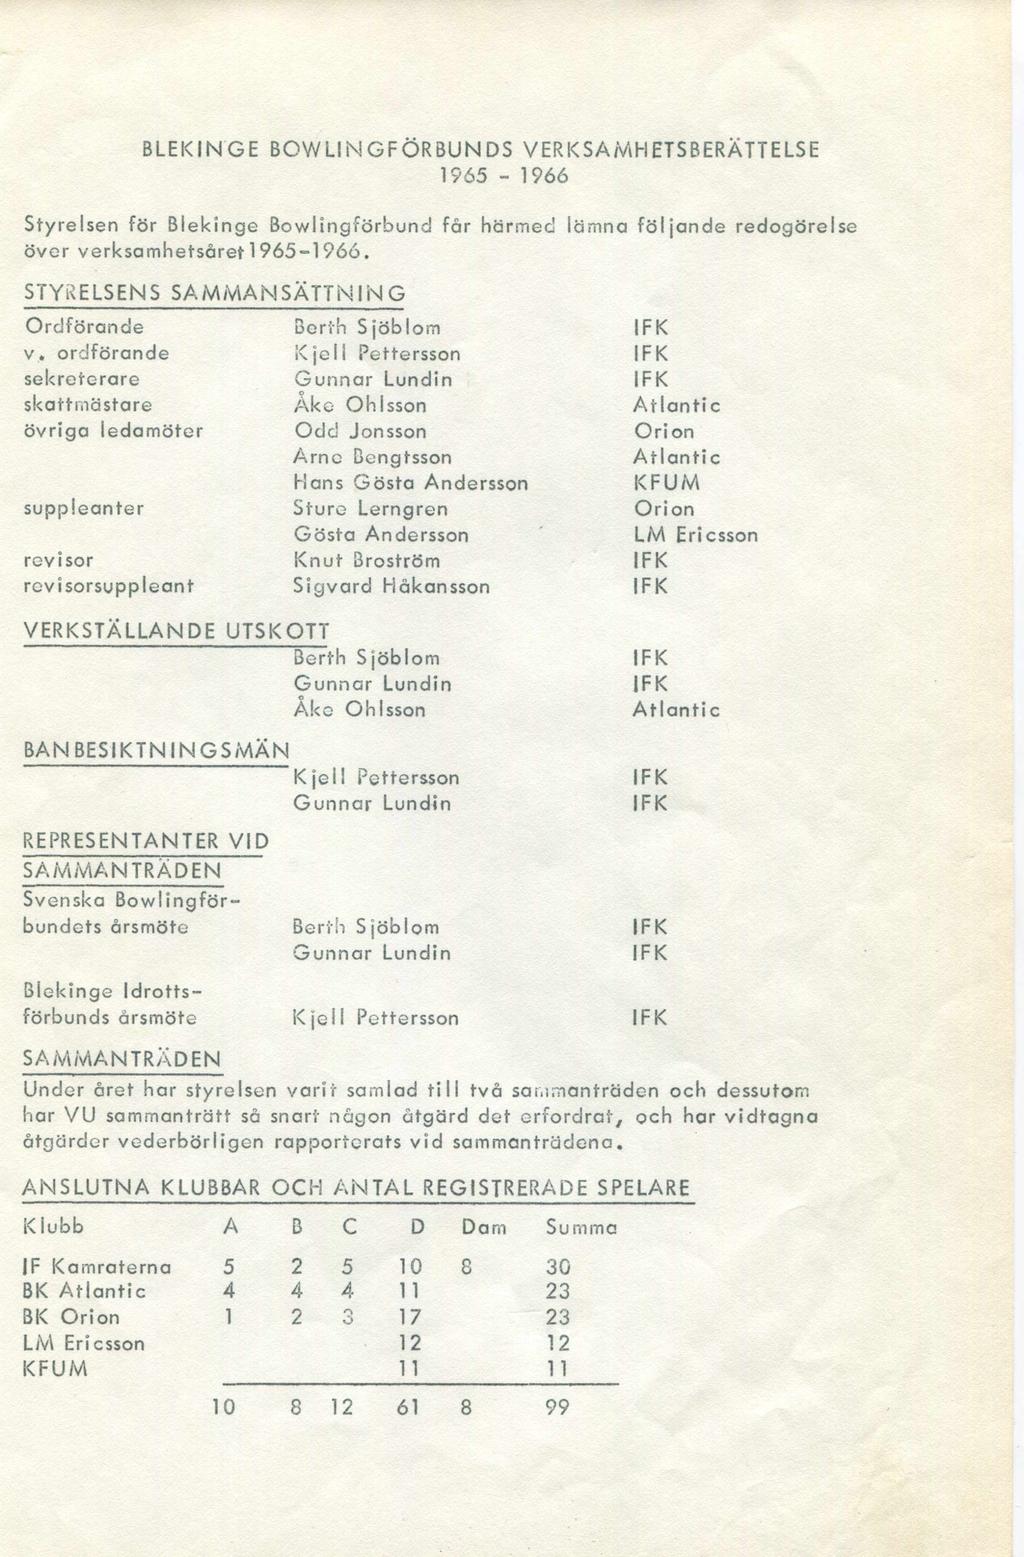 BLEKINGE BOWLINGFÖRBUNDS VERKSAMHETSBERÄTTELSE
1965 - 1966
Styrelsen för Blekinge Bowlingförbund får härmed lämna följande redogörelse
över verksamhetsåret 1965-1966.
STYRELSENS SAMMANSÄTTNING
Ordförande Berth Sjöblom IFK
v. ordförande Kjell Pettersson IFK
sekreterare Gunnar Lundin IFK
skattmästare Åke Ohlsson Atlantic
övriga ledamöter Odd Jonsson Orion
Arne Bengtsson Atlantic
Hans Gösta Andersson KFUM
suppleanter Sture Lerngren Orion
Gösta Andersson LM Ericsson
revisor Knut Broström IFK
revisorsuppleant Sigvard Håkansson IFK
VERKSTÄLLANDE UTSKOTT
Berth Sjöblom IFK
Gunnar Lundin IFK
Åke Ohlsson Atlantic
BANBESIKTNINGSMÄN
Kjell Pettersson IFK
Gunnar Lundin IFK
REPRESENTANTER VID
SAMMANTRÄDEN
Svenska Bowlingför-
bundets årsmöte Berth Sjöblom IFK
Gunnar Lundin IFK
Blekinge Idrotts-
förbunds årsmöte Kjell Pettersson IFK
SAMMANTRÄDEN
Under året har styrelsen varit samlad till två sammanträden och dessutom
har VU sammanträtt så snart någon åtgärd det erfordrat, och har vidtagna
åtgärder vederbörligen rapporterats vid sammanträdena.
ANSLUTNA KLUBBAR OCH ANTAL REGISTRERADE SPELARE
Klubb A B C D Dam Summa
IF Kamraterna 5 2 5 10 8 30
BK Atlantic 4 4 4 11 23
BK Orion 1 2 3 17 23
LM Ericsson 12 12
KFUM 11 11
10 8 12 61 8 99